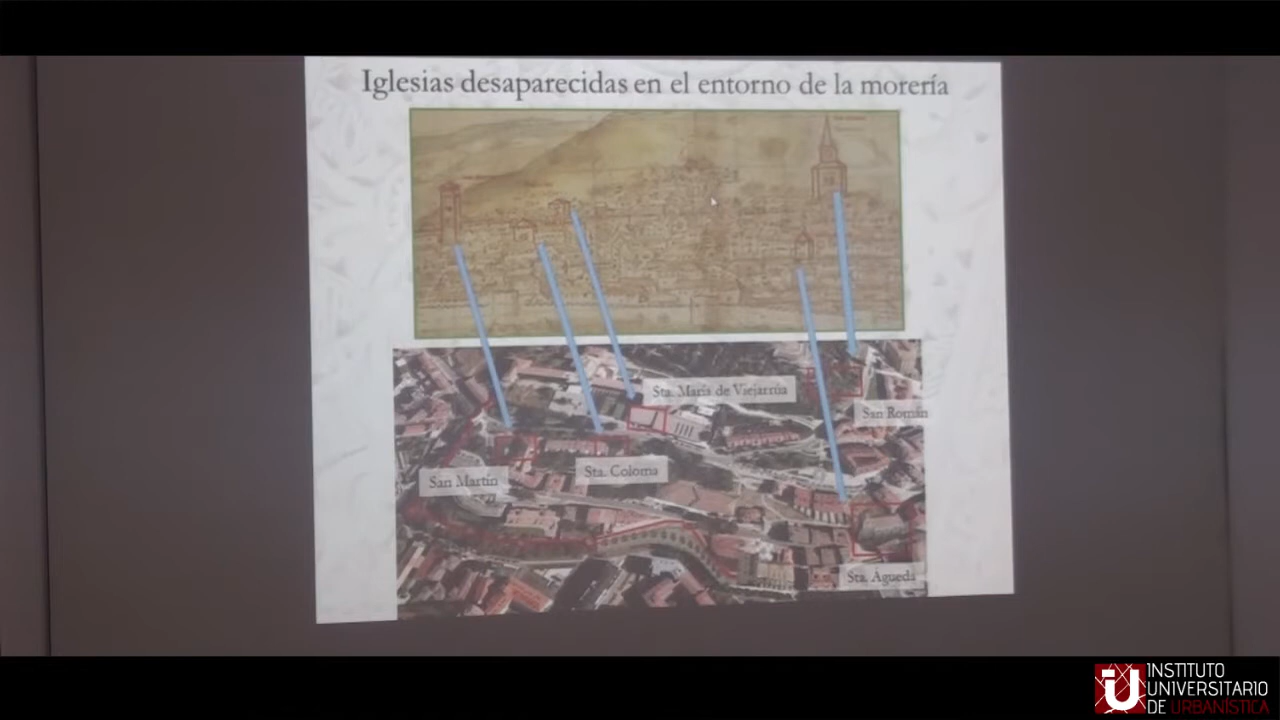 Iglesias desaparecidas en el entorno de la morería
Sta. María de Viejarrúa
San Román
Sta. Coloma
San Martín
Sta. Águeda
INSTITUTO
UNIVERSITARIO
DE URBANÍSTICA